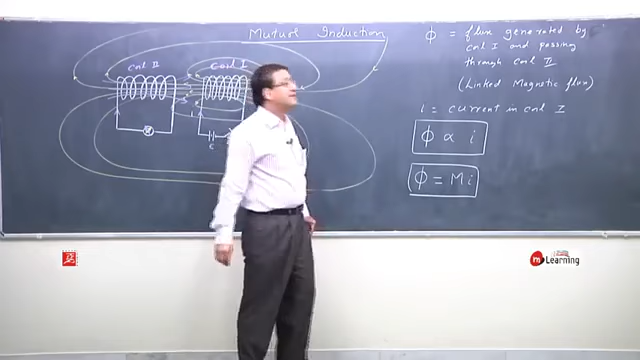 Mutual Induction
Coil II
Coil I
ϕ = flux generated by
coil I and passing
through coil II
(Linked Magnetic flux)
i = current in coil I
ϕ ∝ i
ϕ = Mi
m Learning